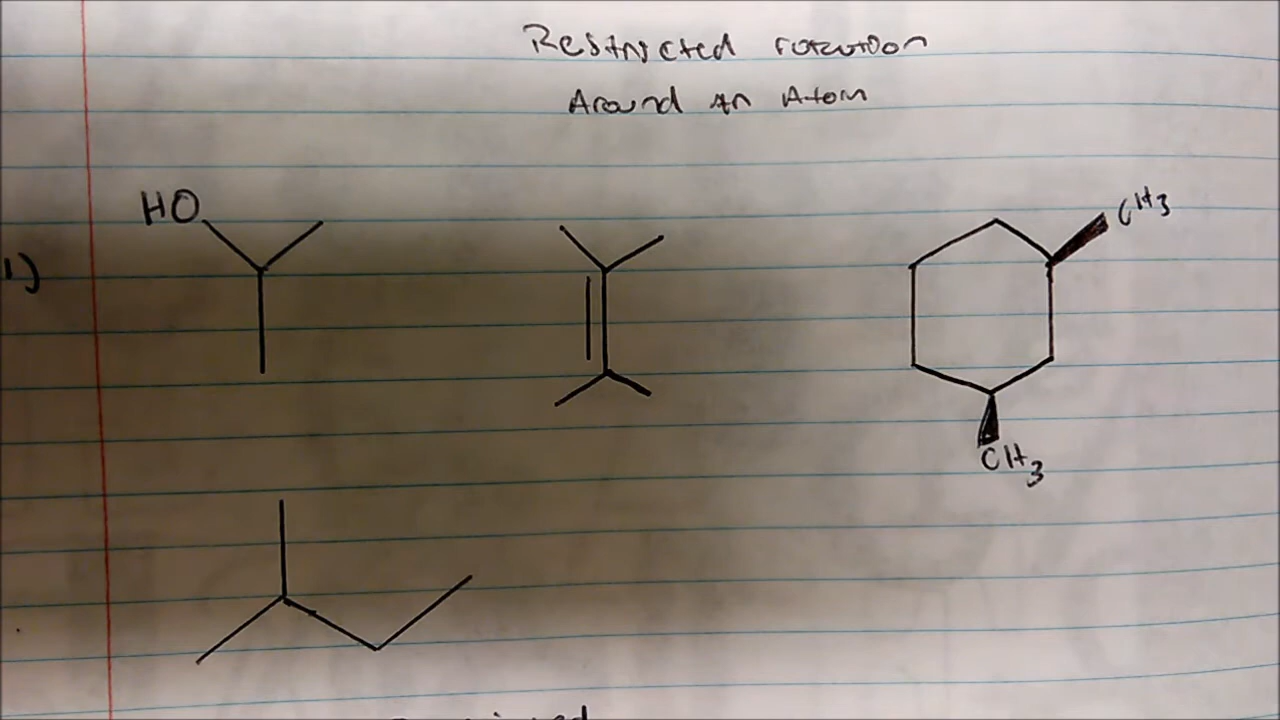 Restricted rotation
Around an Atom
HO
CH3
1)
CH3